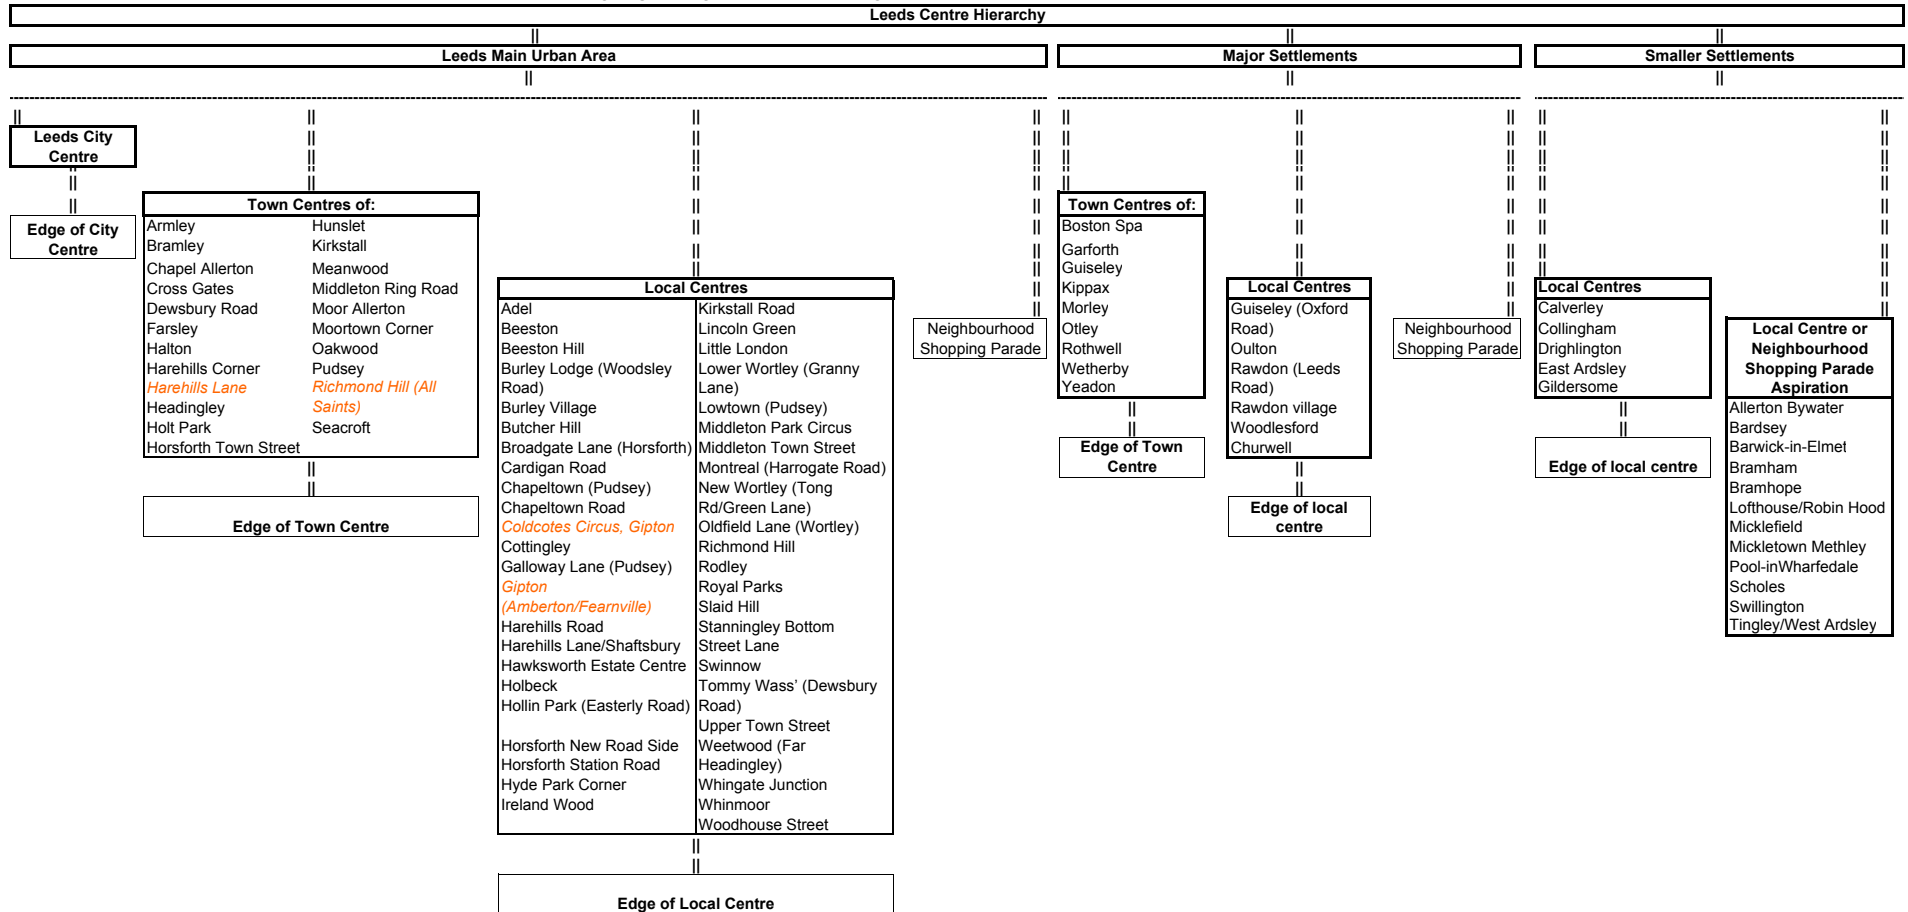 Leeds Centre Hierarchy
Leeds Main Urban Area
Major Settlements
Smaller Settlements
Leeds City
Centre
Edge of City
Centre
Town Centres of:
Armley
Bramley
Chapel Allerton
Cross Gates
Dewsbury Road
Farsley
Halton
Harehills Corner
Harehills Lane
Headingley
Holt Park
Horsforth Town Street
Hunslet
Kirkstall
Meanwood
Middleton Ring Road
Moor Allerton
Moortown Corner
Oakwood
Pudsey
Richmond Hill (All
Saints)
Seacroft
Edge of Town Centre
Local Centres
Adel
Beeston
Beeston Hill
Burley Lodge (Woodsley
Road)
Burley Village
Butcher Hill
Broadgate Lane (Horsforth)
Cardigan Road
Chapeltown (Pudsey)
Chapeltown Road
Coldcotes Circus, Gipton
Cottingley
Galloway Lane (Pudsey)
Gipton
(Amberton/Fearnville)
Harehills Road
Harehills Lane/Shaftsbury
Hawksworth Estate Centre
Holbeck
Hollin Park (Easterly Road)
Horsforth New Road Side
Horsforth Station Road
Hyde Park Corner
Ireland Wood
Kirkstall Road
Lincoln Green
Little London
Lower Wortley (Granny
Lane)
Lowtown (Pudsey)
Middleton Park Circus
Middleton Town Street
Montreal (Harrogate Road)
New Wortley (Tong
Rd/Green Lane)
Oldfield Lane (Wortley)
Richmond Hill
Rodley
Royal Parks
Slaid Hill
Stanningley Bottom
Street Lane
Swinnow
Tommy Wass' (Dewsbury
Road)
Upper Town Street
Weetwood (Far
Headingley)
Whingate Junction
Whinmoor
Woodhouse Street
Edge of Local Centre
Neighbourhood
Shopping Parade
Town Centres of:
Boston Spa
Garforth
Guiseley
Kippax
Morley
Otley
Rothwell
Wetherby
Yeadon
Edge of Town
Centre
Local Centres
Guiseley (Oxford
Road)
Oulton
Rawdon (Leeds
Road)
Rawdon village
Woodlesford
Churwell
Edge of local
centre
Neighbourhood
Shopping Parade
Local Centres
Calverley
Collingham
Drighlington
East Ardsley
Gildersome
Edge of local centre
Local Centre or
Neighbourhood
Shopping Parade
Aspiration
Allerton Bywater
Bardsey
Barwick-in-Elmet
Bramham
Bramhope
Lofthouse/Robin Hood
Micklefield
Mickletown Methley
Pool-inWharfedale
Scholes
Swillington
Tingley/West Ardsley